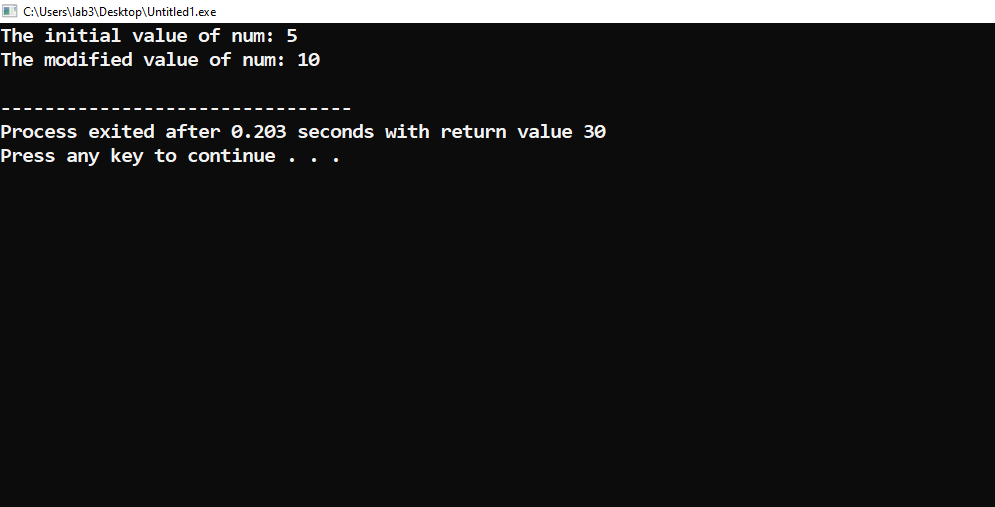 C:\Users\lab3\Desktop\Untitled1.exe
The initial value of num: 5
The modified value of num: 10
--------------------------------
Process exited after 0.203 seconds with return value 30
Press any key to continue . . .